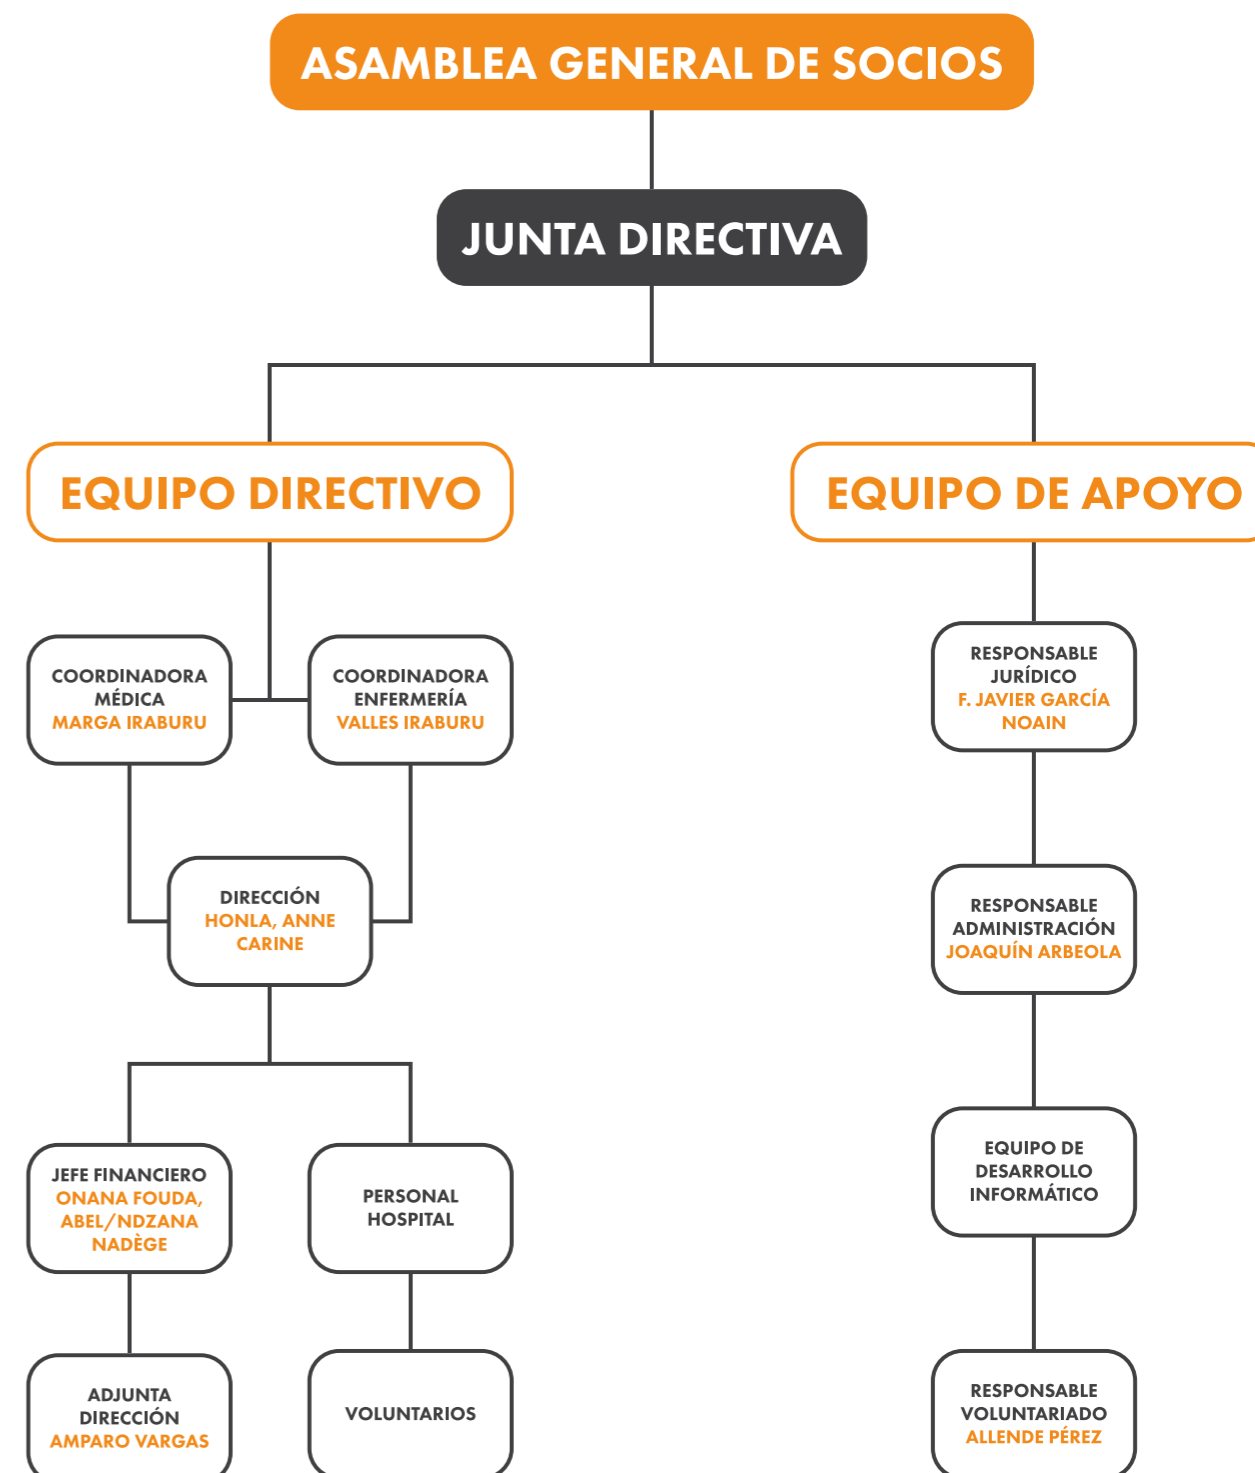 ASAMBLEA GENERAL DE SOCIOS
JUNTA DIRECTIVA
EQUIPO DIRECTIVO
EQUIPO DE APOYO
COORDINADORA
MÉDICA
MARGA IRABURU
COORDINADORA
ENFERMERÍA
VALLES IRABURU
RESPONSABLE
JURÍDICO
F. JAVIER GARCÍA
NOAIN
DIRECCIÓN
HONLA, ANNE
CARINE
RESPONSABLE
ADMINISTRACIÓN
JOAQUÍN ARBEOLA
JEFE FINANCIERO
ONANA FOUDA,
ABEL/NDZANA
NADÈGE
PERSONAL
HOSPITAL
EQUIPO DE
DESARROLLO
INFORMÁTICO
ADJUNTA
DIRECCIÓN
AMPARO VARGAS
VOLUNTARIOS
RESPONSABLE
VOLUNTARIADO
ALLENDE PÉREZ